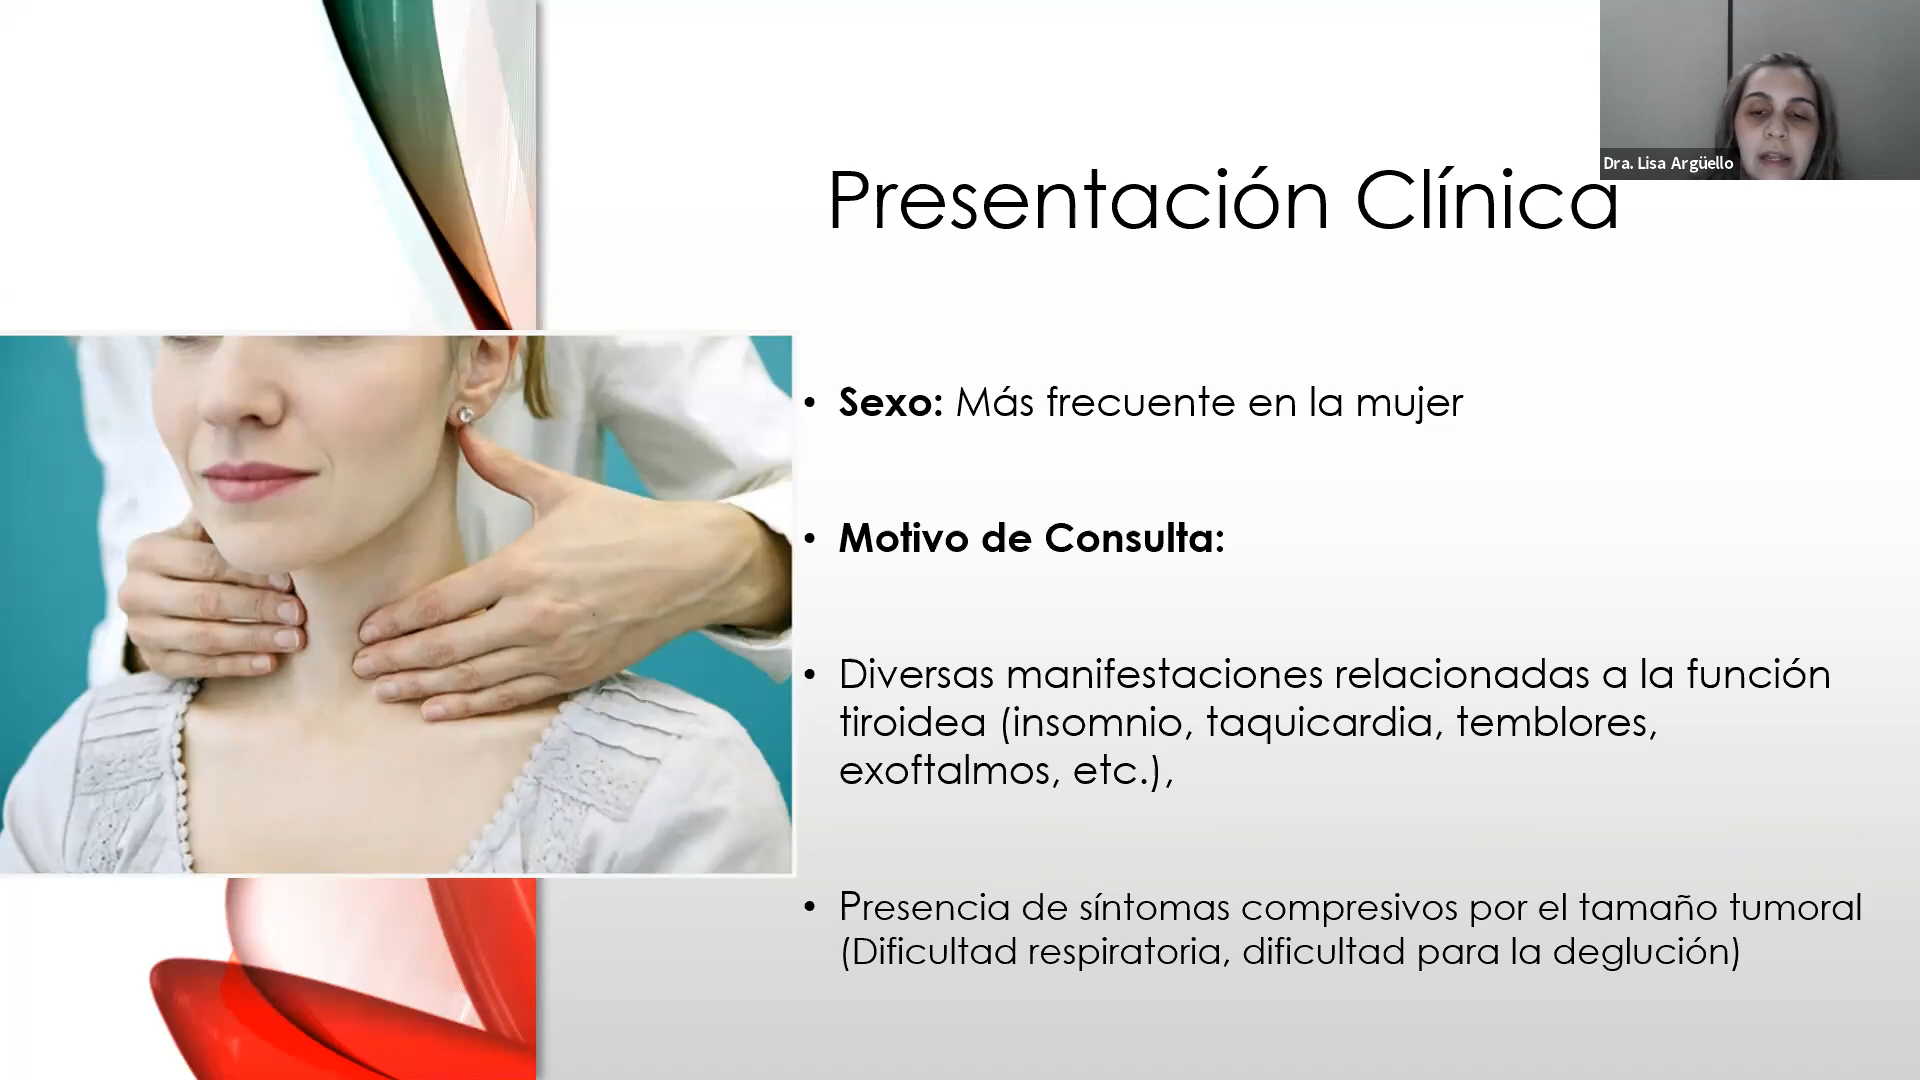 Dra. Lisa Argüello
Presentación Clínica
• Sexo: Más frecuente en la mujer
• Motivo de Consulta:
• Diversas manifestaciones relacionadas a la función
tiroidea (insomnio, taquicardia, temblores,
exoftalmos, etc.),
• Presencia de síntomas compresivos por el tamaño tumoral
(Dificultad respiratoria, dificultad para la deglución)